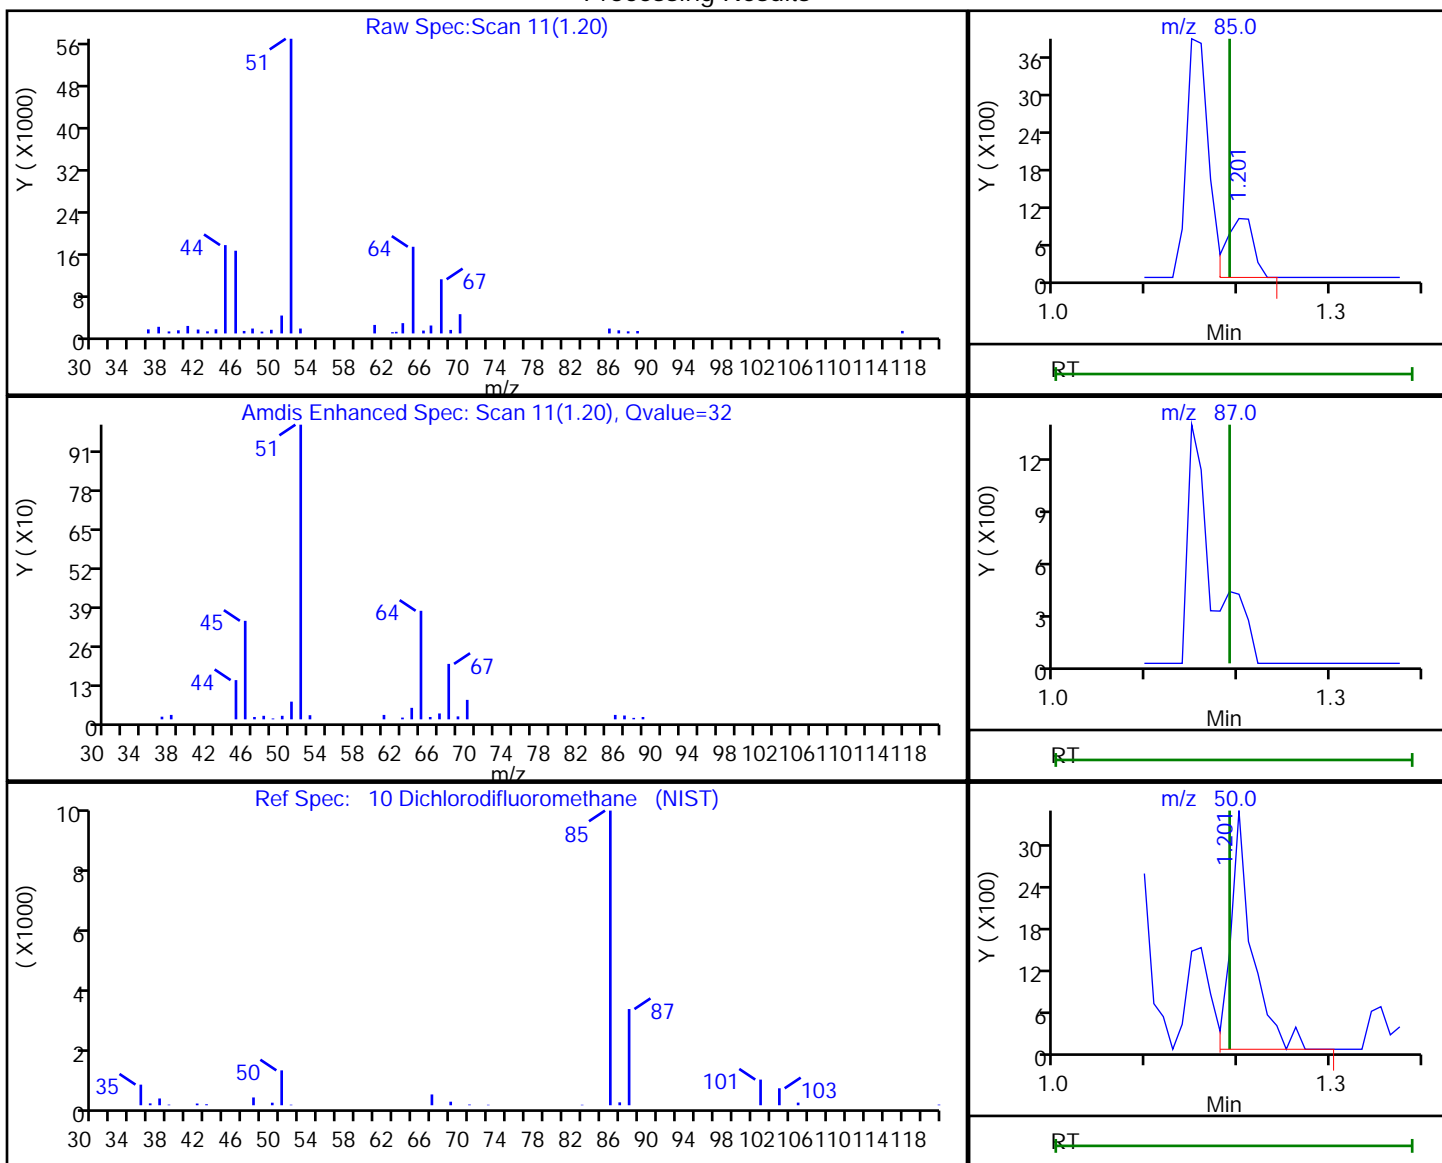 Processing Results
Raw Spec:Scan 11(1.20)
Y ( X1000)
56
48
40
32
24
16
8
0
51
44
64
67
30 34 38 42 46 50 54 58 62 66 70 74 78 82 86 90 94 98 102 106 110 114 118
m/z
m/z 85.0
Y ( X100)
36
30
24
18
12
6
0
1.201
1.0 1.3
Min
RT
Amdis Enhanced Spec: Scan 11(1.20), Qvalue=32
Y ( X10)
91
78
65
52
39
26
13
0
51
45
44
64
67
30 34 38 42 46 50 54 58 62 66 70 74 78 82 86 90 94 98 102 106 110 114 118
m/z
m/z 87.0
Y ( X100)
12
9
6
3
0
1.0 1.3
Min
RT
Ref Spec: 10 Dichlorodifluoromethane (NIST)
( X1000)
10
8
6
4
2
0
85
87
35
50
101
103
30 34 38 42 46 50 54 58 62 66 70 74 78 82 86 90 94 98 102 106 110 114 118
m/z 50.0
Y ( X100)
30
24
18
12
6
0
1.201
1.0 1.3
Min
RT